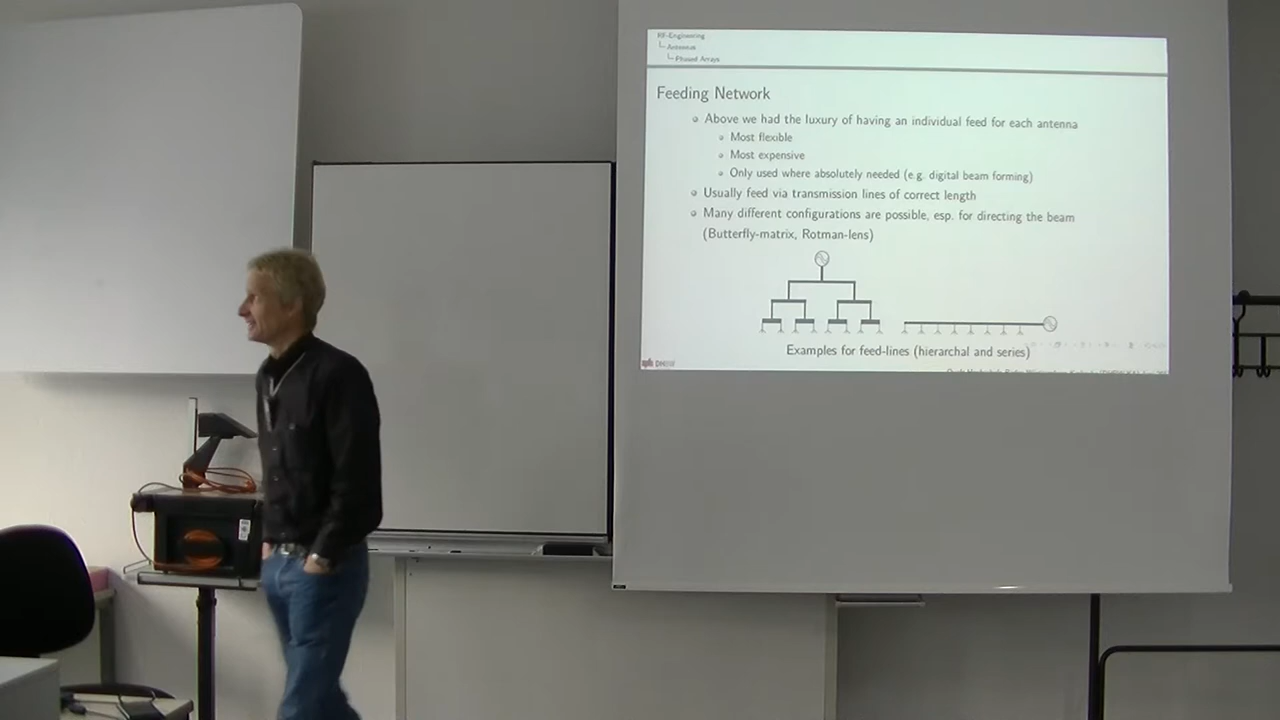 RF-Engineering
Antennas
Phased Arrays
Feeding Network
Above we had the luxury of having an individual feed for each antenna
Most flexible
Most expensive
Only used where absolutely needed (e.g. digital beam forming)
Usually feed via transmission lines of correct length
Many different configurations are possible, esp. for directing the beam
(Butterfly-matrix, Rotman-lens)
Examples for feed-lines (hierarchal and series)